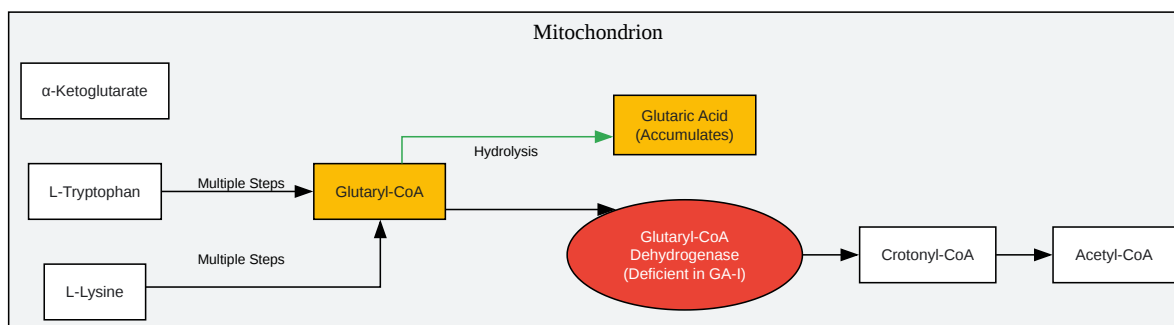 Mitochondrion
α-Ketoglutarate
Glutaric Acid
(Accumulates)
Hydrolysis
L-Tryptophan
Multiple Steps
Glutaryl-CoA
Glutaryl-CoA
Dehydrogenase
(Deficient in GA-I)
Crotonyl-CoA
Acetyl-CoA
Multiple Steps
L-Lysine